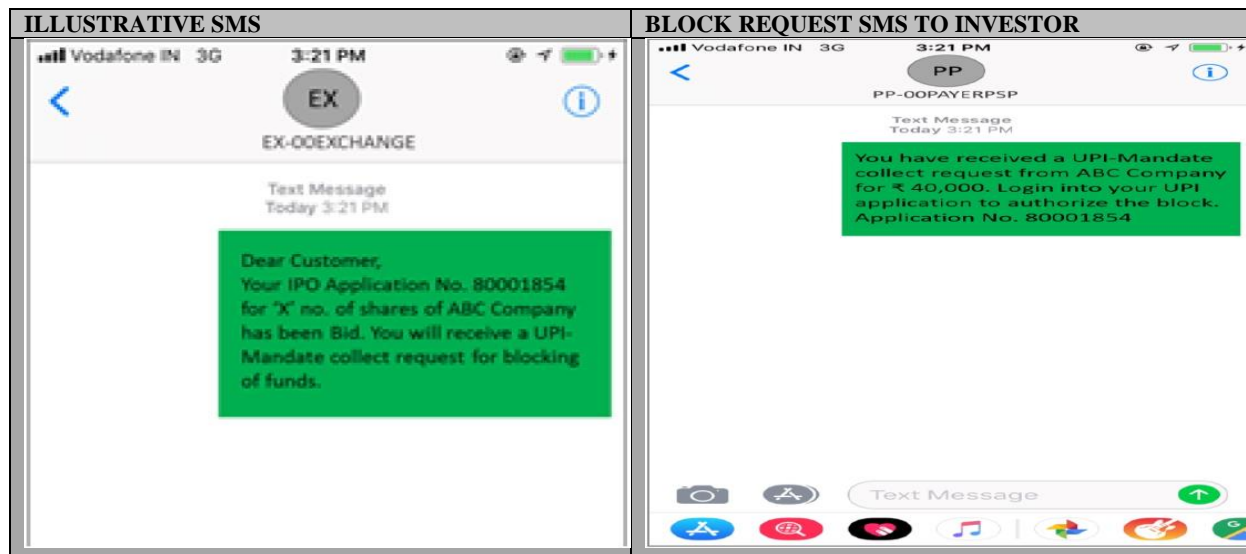 ILLUSTRATIVE SMS
Vodafone IN 3G 3:21 PM
EX
EX-00EXCHANGE
Text Message
Today 3:21 PM
Dear Customer,
Your IPO Application No. 80001854
for 'X' no. of shares of ABC Company
has been Bid. You will receive a UPI-
Mandate collect request for blocking
of funds.
BLOCK REQUEST SMS TO INVESTOR
Vodafone IN 3G 3:21 PM
PP
PP-00PAYERPSP
Text Message
Today 3:21 PM
You have received a UPI-Mandate
collect request from ABC Company
for ₹ 40,000. Login into your UPI
application to authorize the block.
Application No. 80001854
Text Message
G